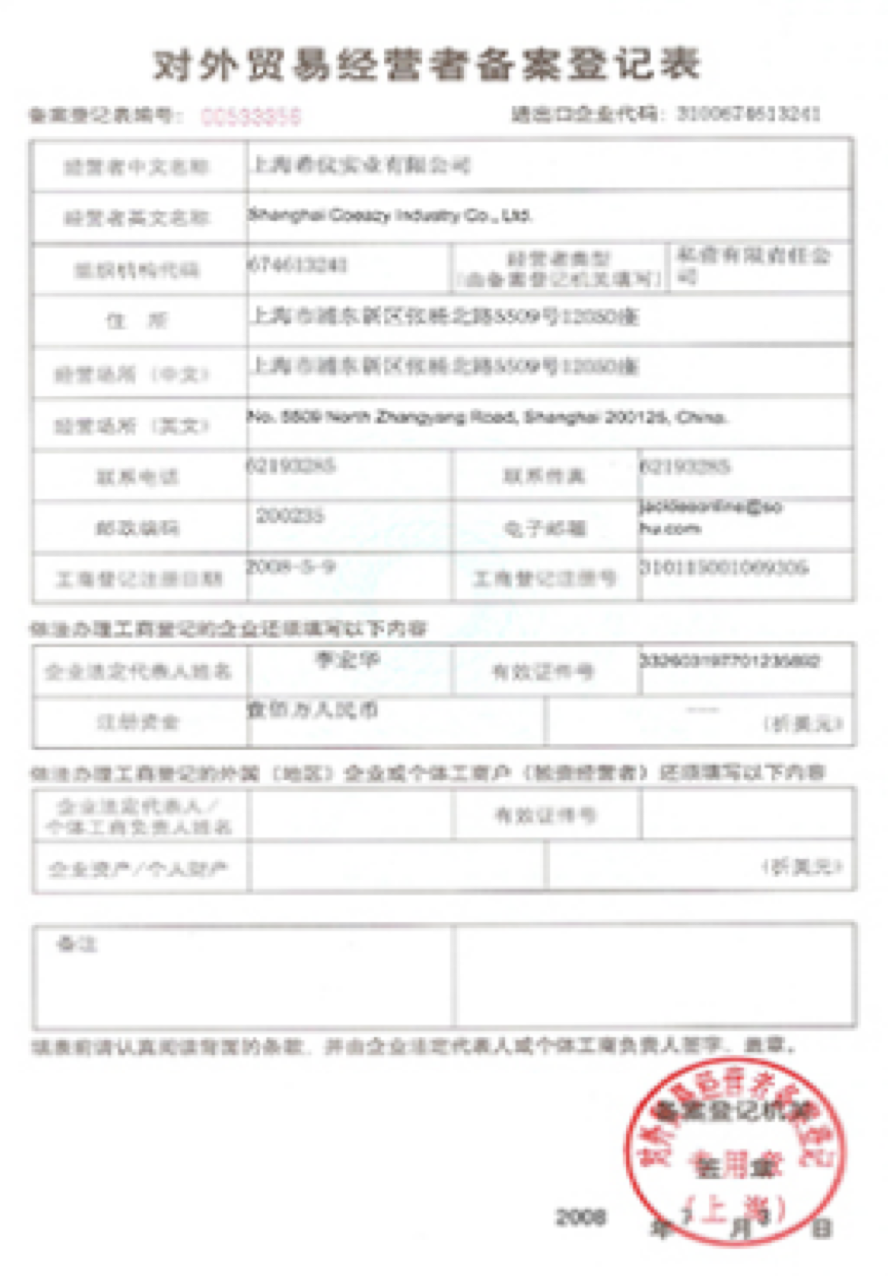 对外贸易经营者备案登记表
备案登记表编号: 00533356 进出口企业代码: 3100674613241
经营者中文名称 上海希仪实业有限公司
经营者英文名称 Shanghai Coeazy Industry Co., Ltd.
组织机构代码 674613241 经营者类型 私营有限责任公
(由备案登记机关填写) 司
住 所 上海市浦东新区张杨北路5509号1205D座
经营场所 (中文) 上海市浦东新区张杨北路5509号1205D座
经营场所 (英文) No. 5509 North Zhangyang Road, Shanghai 200125, China.
联系电话 62193285 联系传真 62193285
邮政编码 200235 电子邮箱 hu.com
工商登记注册日期 2008-5-9 工商登记注册号 310115001069305
依法办理工商登记的企业还须填写以下内容
企业法定代表人姓名 有效证件号 332603197701235892
注册资金 壹佰万人民币 --- (折美元)
依法办理工商登记的外国 (地区) 企业或个体工商户 (独资经营者) 还须填写以下内容
企业法定代表人/
个体工商负责人姓名 有效证件号
企业资产/个人财产 (折美元)
备注
填表前请认真阅读背面的条款, 并由企业法定代表人或个体工商负责人签字、盖章。
对外贸易经营者备案登记
备案登记机关
专用章
签章
(上海)
2008 年 7 月 日